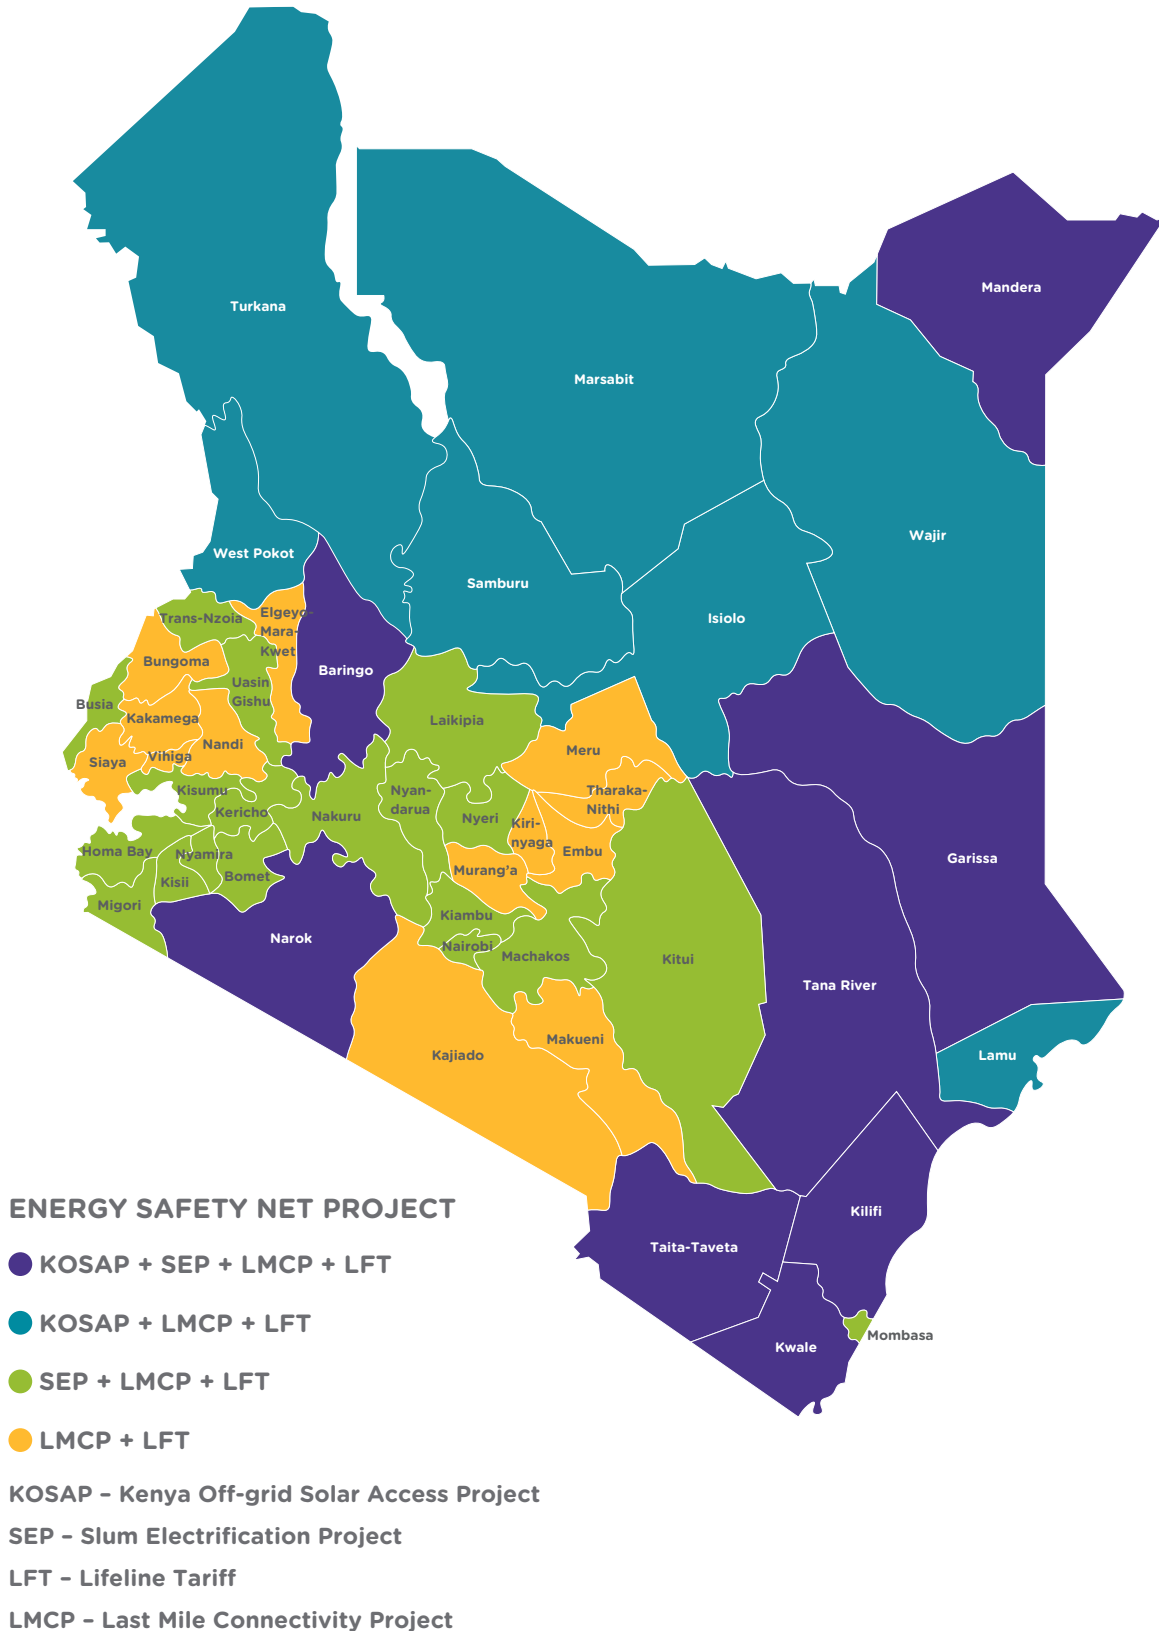 Mandera
Turkana
Marsabit
Wajir
West Pokot
Samburu
Isiolo
Trans-Nzoia
Elgeyo-
Mara-
Kwet
Bungoma
Baringo
Uasin
Gishu
Busia
Kakamega
Laikipia
Nandi
Vihiga
Siaya
Meru
Kisumu
Nyan-
darua
Tharaka-
Nithi
Kericho
Nakuru
Nyeri
Kiri-
nyaga
Homa Bay
Nyamira
Embu
Garissa
Murang’a
Kisii
Bomet
Migori
Kiambu
Narok
Nairobi
Machakos
Kitui
Tana River
Makueni
Kajiado
Lamu
ENERGY SAFETY NET PROJECT
Kilifi
Taita-Taveta
KOSAP + SEP + LMCP + LFT
KOSAP + LMCP + LFT
Mombasa
Kwale
SEP + LMCP + LFT
LMCP + LFT
KOSAP – Kenya Off-grid Solar Access Project
SEP – Slum Electrification Project
LFT – Lifeline Tariff
LMCP – Last Mile Connectivity Project